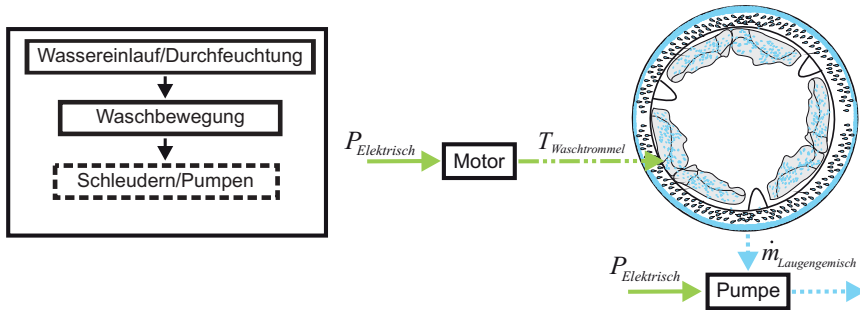 Wassereinlauf/Durchfeuchtung
Waschbewegung
Schleudern/Pumpen
P_Elektrisch
Motor
T_Waschtrommel
ṁ_Laugengemisch
P_Elektrisch
Pumpe